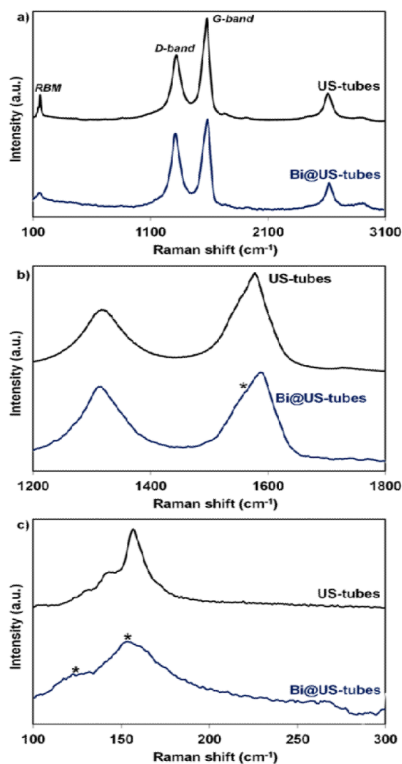 a)
G-band
D-band
RBM
US-tubes
Bi@US-tubes
Intensity (a.u.)
100 1100 2100 3100
Raman shift (cm-1)
b)
US-tubes
*
Bi@US-tubes
Intensity (a.u.)
1200 1400 1600 1800
Raman shift (cm-1)
c)
US-tubes
* *
Bi@US-tubes
Intensity (a.u.)
100 150 200 250 300
Raman shift (cm-1)